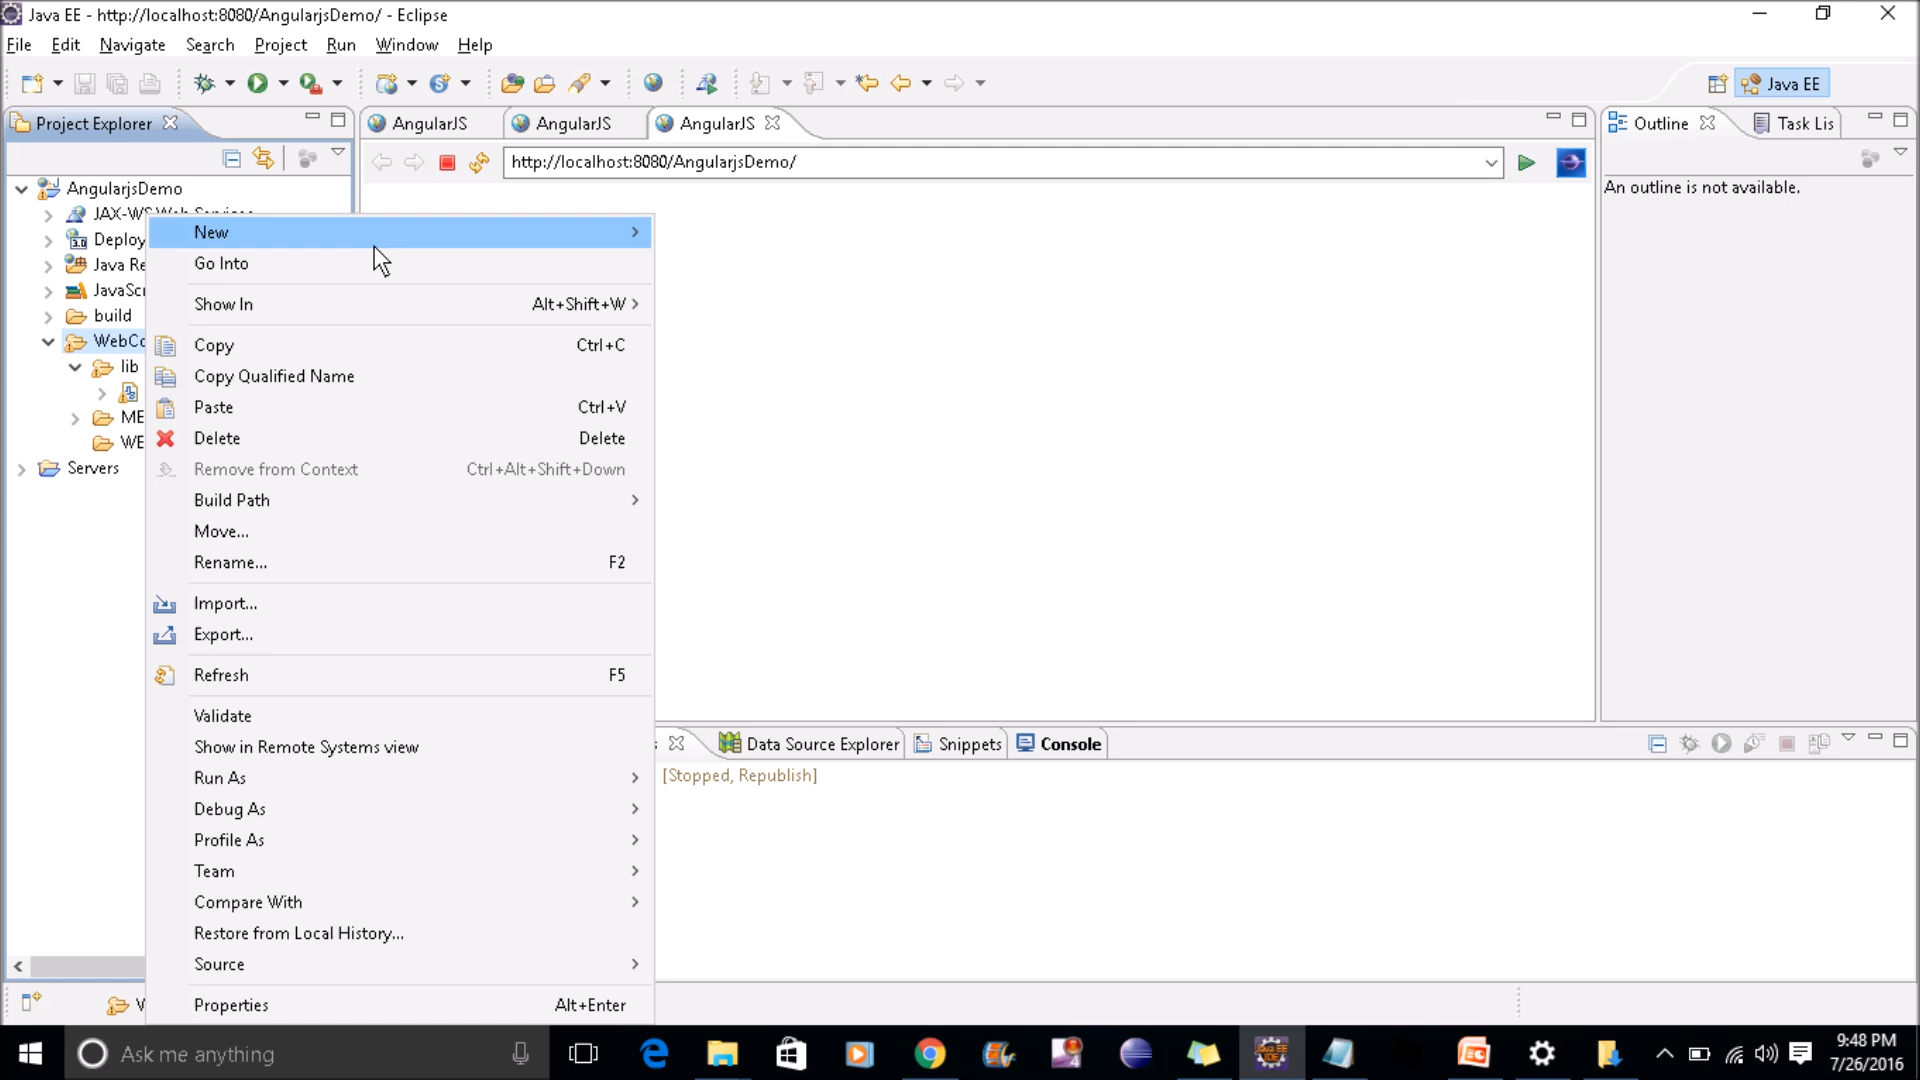 Java EE - http://localhost:8080/AngularjsDemo/ - Eclipse
File Edit Navigate Search Project Run Window Help
Java EE
Project Explorer
AngularJS
AngularJS
AngularJS
Outline
Task Lis
http://localhost:8080/AngularjsDemo/
An outline is not available.
AngularjsDemo
JAX-WS Web Services
Deploy
Java Re
JavaScr
build
WebCo
lib
ME
WE
Servers
New
Go Into
Show In Alt+Shift+W
Copy Ctrl+C
Copy Qualified Name
Paste Ctrl+V
Delete Delete
Remove from Context Ctrl+Alt+Shift+Down
Build Path
Move...
Rename... F2
Import...
Export...
Refresh F5
Validate
Show in Remote Systems view
Run As
Debug As
Profile As
Team
Compare With
Restore from Local History...
Source
Properties Alt+Enter
Data Source Explorer
Snippets
Console
[Stopped, Republish]
Ask me anything
9:48 PM
7/26/2016